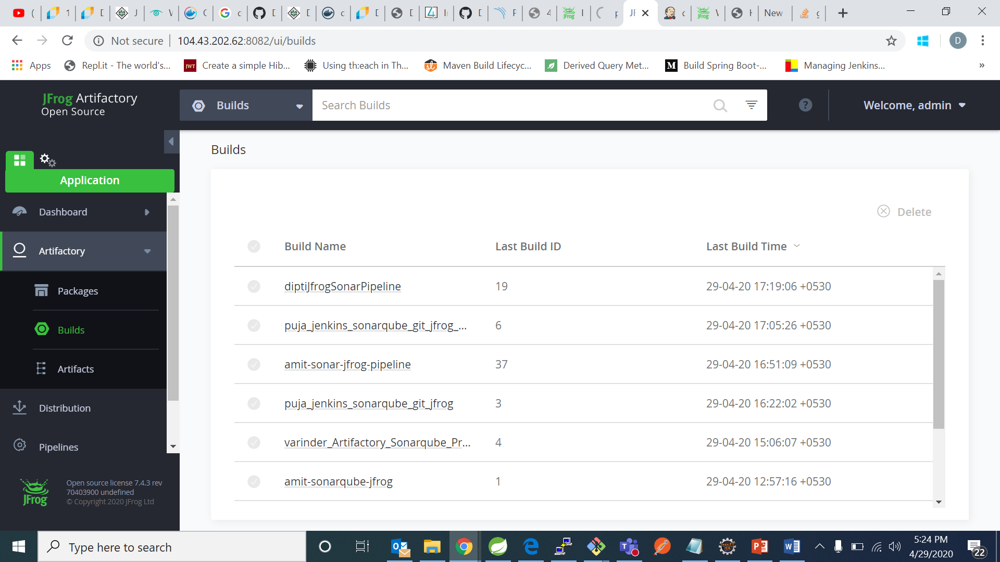 New
Not secure
104.43.202.62:8082/ui/builds
D
Apps
Repl.it - The world's...
JWT
Create a simple Hib...
Using th:each in Th...
Maven Build Lifecyc...
Derived Query Met...
M
Build Spring Boot-...
Managing Jenkins...
»
JFrog Artifactory
Open Source
Builds
Search Builds
?
Welcome, admin
Builds
Application
Dashboard
Artifactory
Packages
Builds
Artifacts
Distribution
Pipelines
Delete
Build Name Last Build ID Last Build Time
diptiJfrogSonarPipeline 19 29-04-20 17:19:06 +0530
puja_jenkins_sonarqube_git_jfrog_... 6 29-04-20 17:05:26 +0530
amit-sonar-jfrog-pipeline 37 29-04-20 16:51:09 +0530
puja_jenkins_sonarqube_git_jfrog 3 29-04-20 16:22:02 +0530
varinder_Artifactory_Sonarqube_Pr... 4 29-04-20 15:06:07 +0530
amit-sonarqube-jfrog 1 29-04-20 12:57:16 +0530
JFrog
Open source license 7.4.3 rev
70403900 undefined
© Copyright 2020 JFrog Ltd
Type here to search
5:24 PM
4/29/2020
22